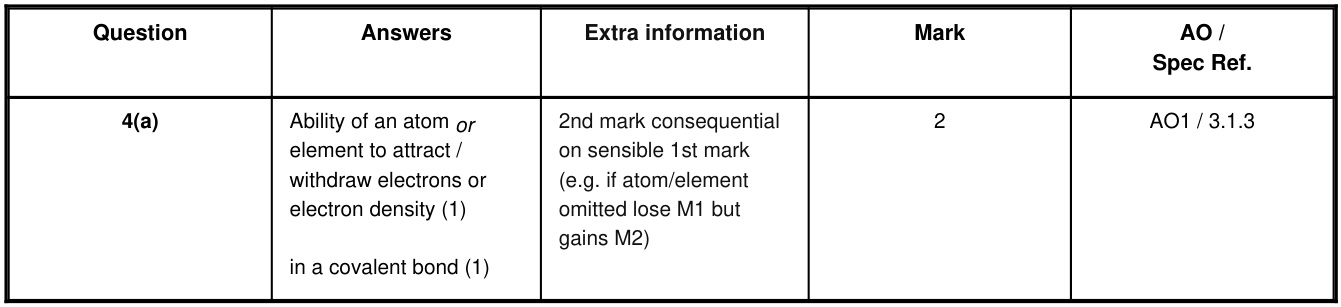 Question Answers Extra information Mark AO /
Spec Ref.
4(a)
Ability of an atom or
element to attract /
withdraw electrons or
electron density (1)
in a covalent bond (1)
2nd mark consequential
on sensible 1st mark
(e.g. if atom/element
omitted lose M1 but
gains M2)
2
AO1 / 3.1.3